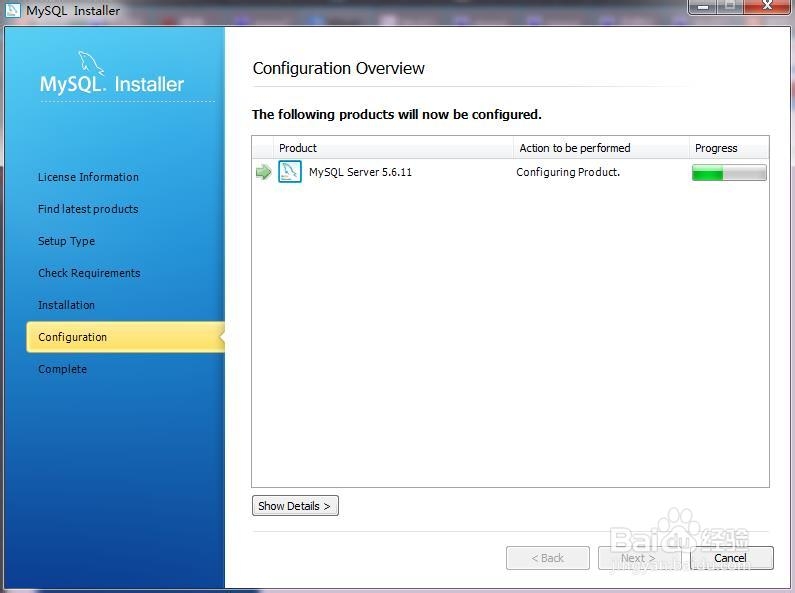 MySQL Installer
MySQL. Installer
License Information
Find latest products
Setup Type
Check Requirements
Installation
Configuration
Complete
Configuration Overview
The following products will now be configured.
Product Action to be performed Progress
MySQL Server 5.6.11 Configuring Product.
Show Details >
< Back Next > Cancel
Baidu 经验
jingyan.baidu.com